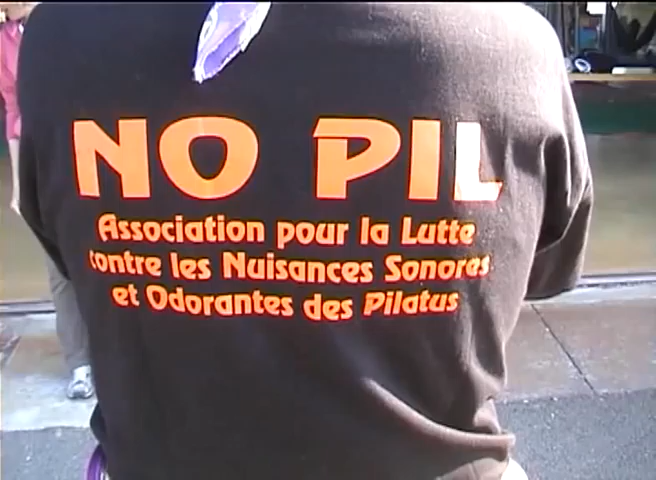 NO PIL
Association pour la Lutte
contre les Nuisances Sonores
et Odorantes des Pilatus